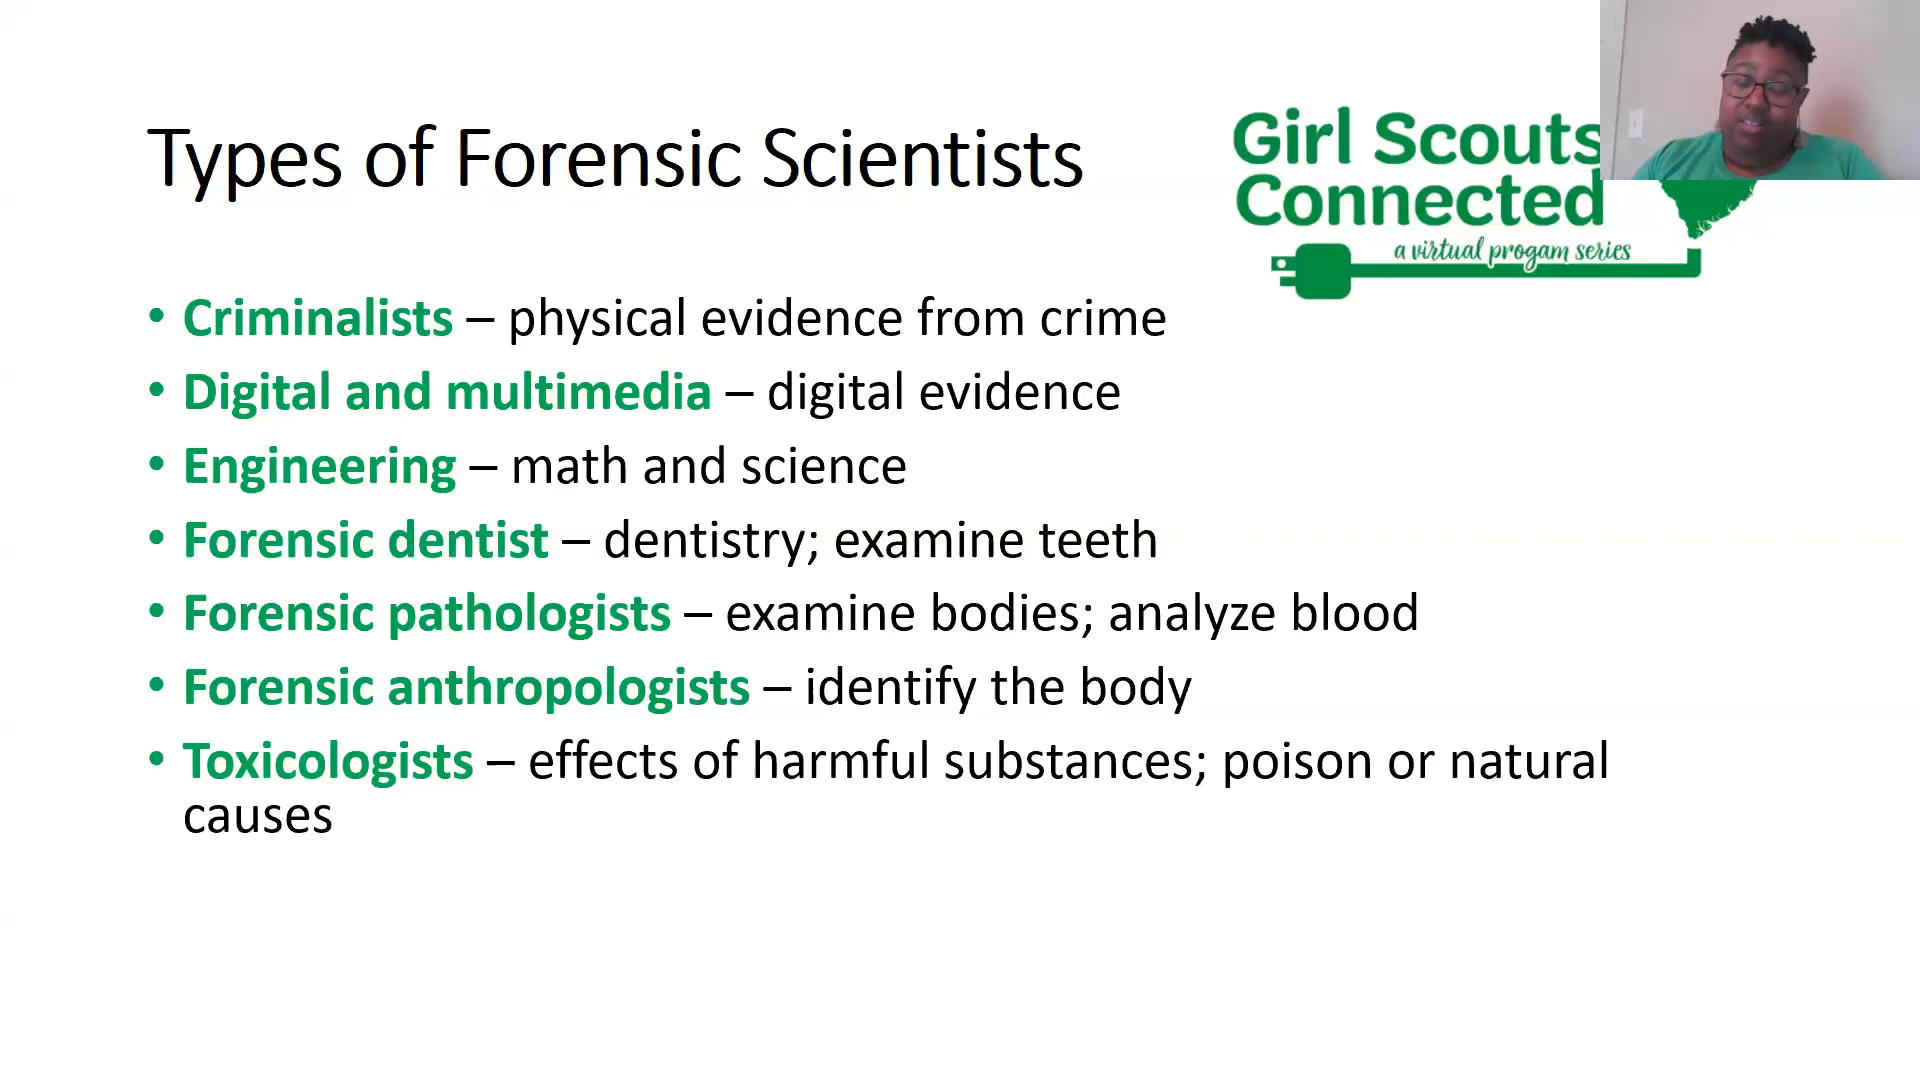 Types of Forensic Scientists
Girl Scouts
Connected
a virtual progam series
• Criminalists – physical evidence from crime
• Digital and multimedia – digital evidence
• Engineering – math and science
• Forensic dentist – dentistry; examine teeth
• Forensic pathologists – examine bodies; analyze blood
• Forensic anthropologists – identify the body
• Toxicologists – effects of harmful substances; poison or natural
causes